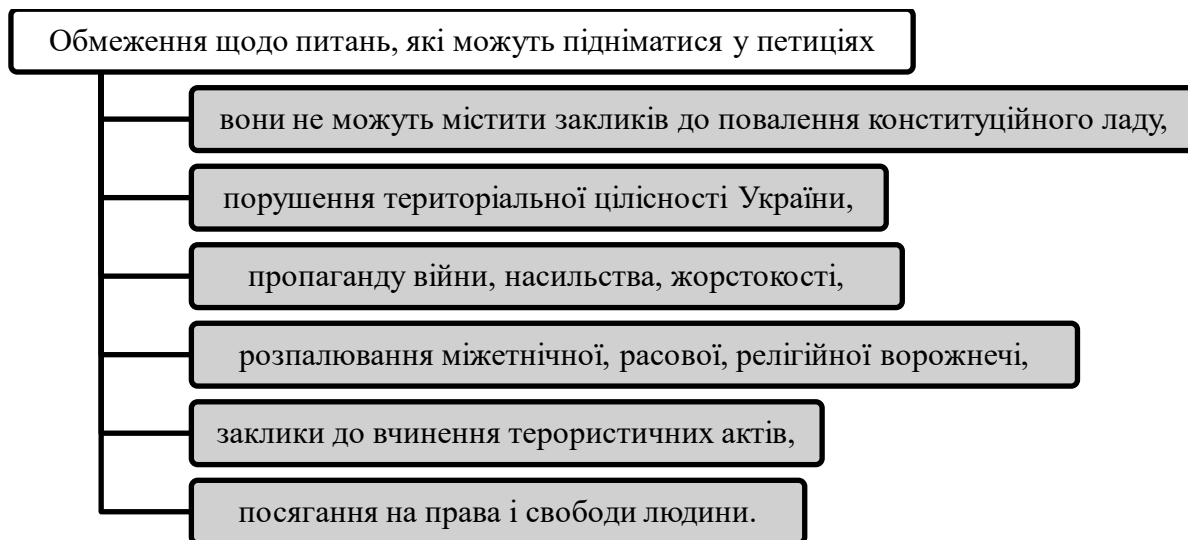 Обмеження щодо питань, які можуть підніматися у петиціях
вони не можуть містити закликів до повалення конституційного ладу,
порушення територіальної цілісності України,
пропаганду війни, насильства, жорстокості,
розпалювання міжетнічної, расової, релігійної ворожнечі,
заклики до вчинення терористичних актів,
посягання на права і свободи людини.